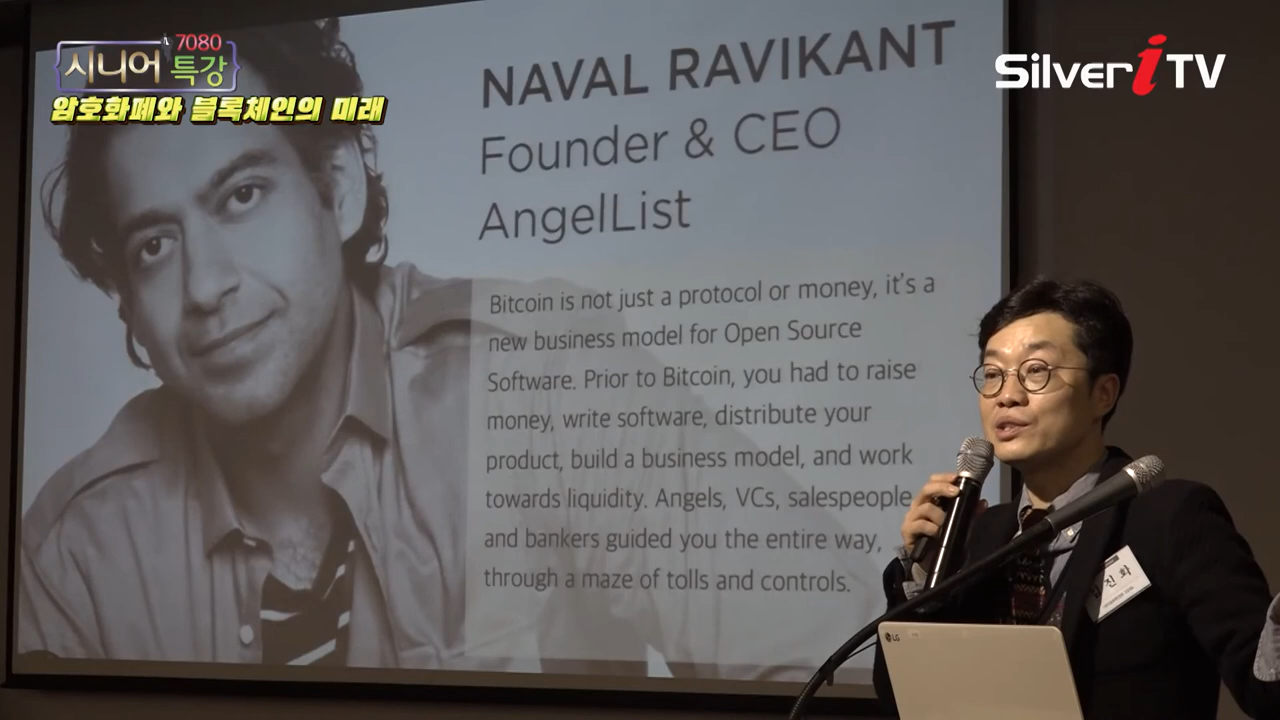 시니어 7080 특강
암호화폐와 블록체인의 미래
Silver i TV
NAVAL RAVIKANT
Founder & CEO
AngelList
Bitcoin is not just a protocol or money, it's a
new business model for Open Source
Software. Prior to Bitcoin, you had to raise
money, write software, distribute your
product, build a business model, and work
towards liquidity. Angels, VCs, salespeople
and bankers guided you the entire way,
through a maze of tolls and controls.
진화
LG